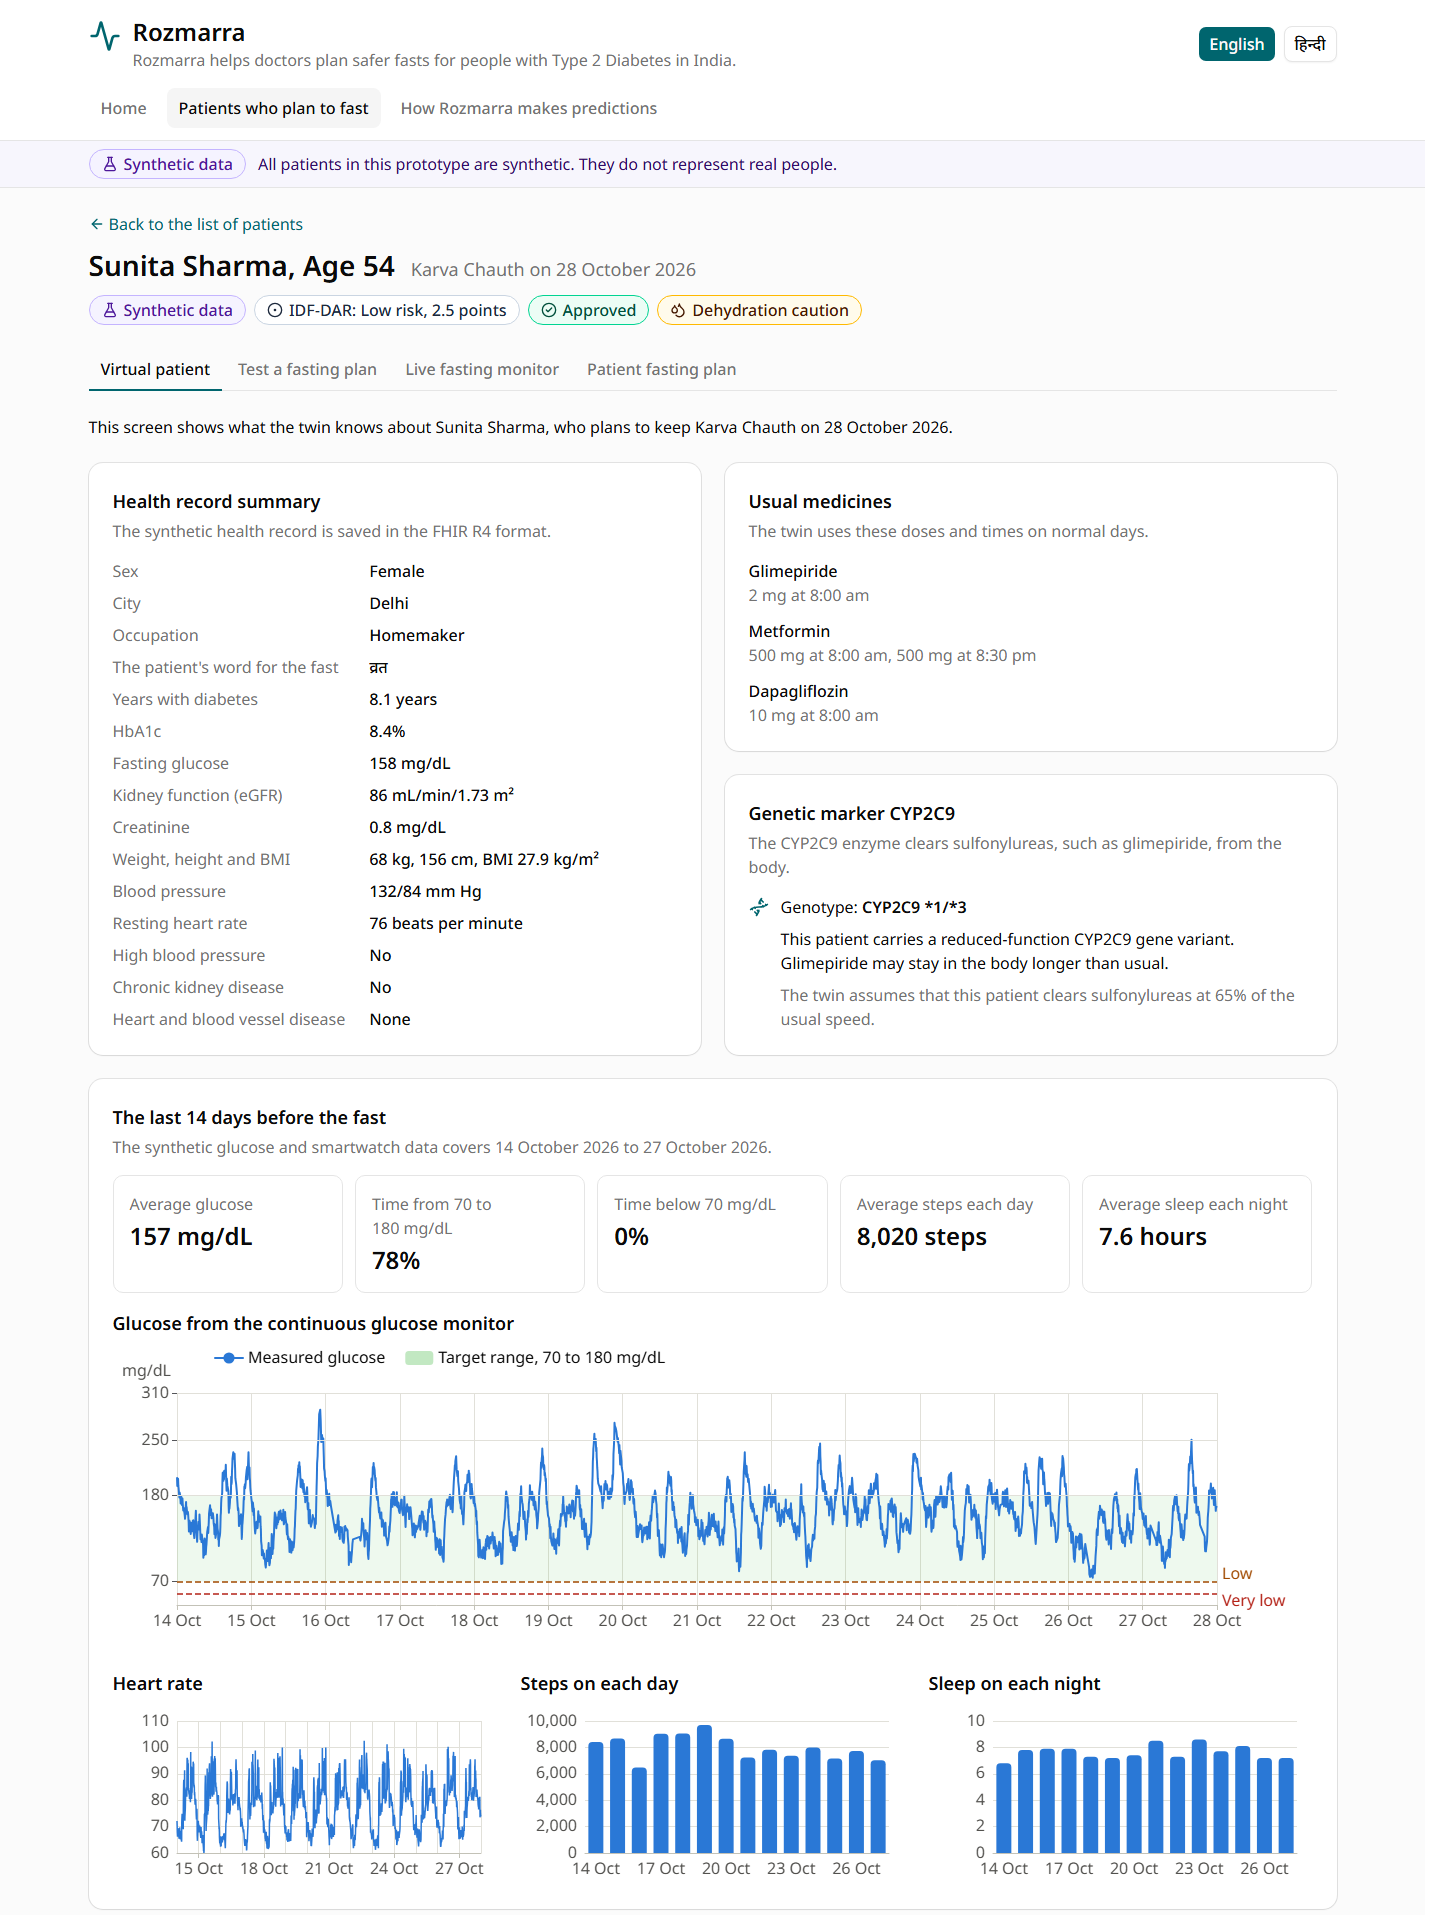 Rozmarra
Rozmarra helps doctors plan safer fasts for people with Type 2 Diabetes in India.
English
हिन्दी
Home
Patients who plan to fast
How Rozmarra makes predictions
Synthetic data
All patients in this prototype are synthetic. They do not represent real people.
← Back to the list of patients
Sunita Sharma, Age 54
Karva Chauth on 28 October 2026
Synthetic data
IDF-DAR: Low risk, 2.5 points
Approved
Dehydration caution
Virtual patient
Test a fasting plan
Live fasting monitor
Patient fasting plan
This screen shows what the twin knows about Sunita Sharma, who plans to keep Karva Chauth on 28 October 2026.
Health record summary
The synthetic health record is saved in the FHIR R4 format.
Sex Female
City Delhi
Occupation Homemaker
The patient's word for the fast व्रत
Years with diabetes 8.1 years
HbA1c 8.4%
Fasting glucose 158 mg/dL
Kidney function (eGFR) 86 mL/min/1.73 m²
Creatinine 0.8 mg/dL
Weight, height and BMI 68 kg, 156 cm, BMI 27.9 kg/m²
Blood pressure 132/84 mm Hg
Resting heart rate 76 beats per minute
High blood pressure No
Chronic kidney disease No
Heart and blood vessel disease None
Usual medicines
The twin uses these doses and times on normal days.
Glimepiride
2 mg at 8:00 am
Metformin
500 mg at 8:00 am, 500 mg at 8:30 pm
Dapagliflozin
10 mg at 8:00 am
Genetic marker CYP2C9
The CYP2C9 enzyme clears sulfonylureas, such as glimepiride, from the
body.
Genotype: CYP2C9 *1/*3
This patient carries a reduced-function CYP2C9 gene variant.
Glimepiride may stay in the body longer than usual.
The twin assumes that this patient clears sulfonylureas at 65% of the
usual speed.
The last 14 days before the fast
The synthetic glucose and smartwatch data covers 14 October 2026 to 27 October 2026.
Average glucose
157 mg/dL
Time from 70 to
180 mg/dL
78%
Time below 70 mg/dL
0%
Average steps each day
8,020 steps
Average sleep each night
7.6 hours
Glucose from the continuous glucose monitor
Measured glucose
Target range, 70 to 180 mg/dL
mg/dL
310
250
180
70
Low
Very low
14 Oct 15 Oct 16 Oct 17 Oct 18 Oct 19 Oct 20 Oct 21 Oct 22 Oct 23 Oct 24 Oct 25 Oct 26 Oct 27 Oct 28 Oct
Heart rate
110
100
90
80
70
60
15 Oct 18 Oct 21 Oct 24 Oct 27 Oct
Steps on each day
10,000
8,000
6,000
4,000
2,000
0
14 Oct 17 Oct 20 Oct 23 Oct 26 Oct
Sleep on each night
10
8
6
4
2
0
14 Oct 17 Oct 20 Oct 23 Oct 26 Oct